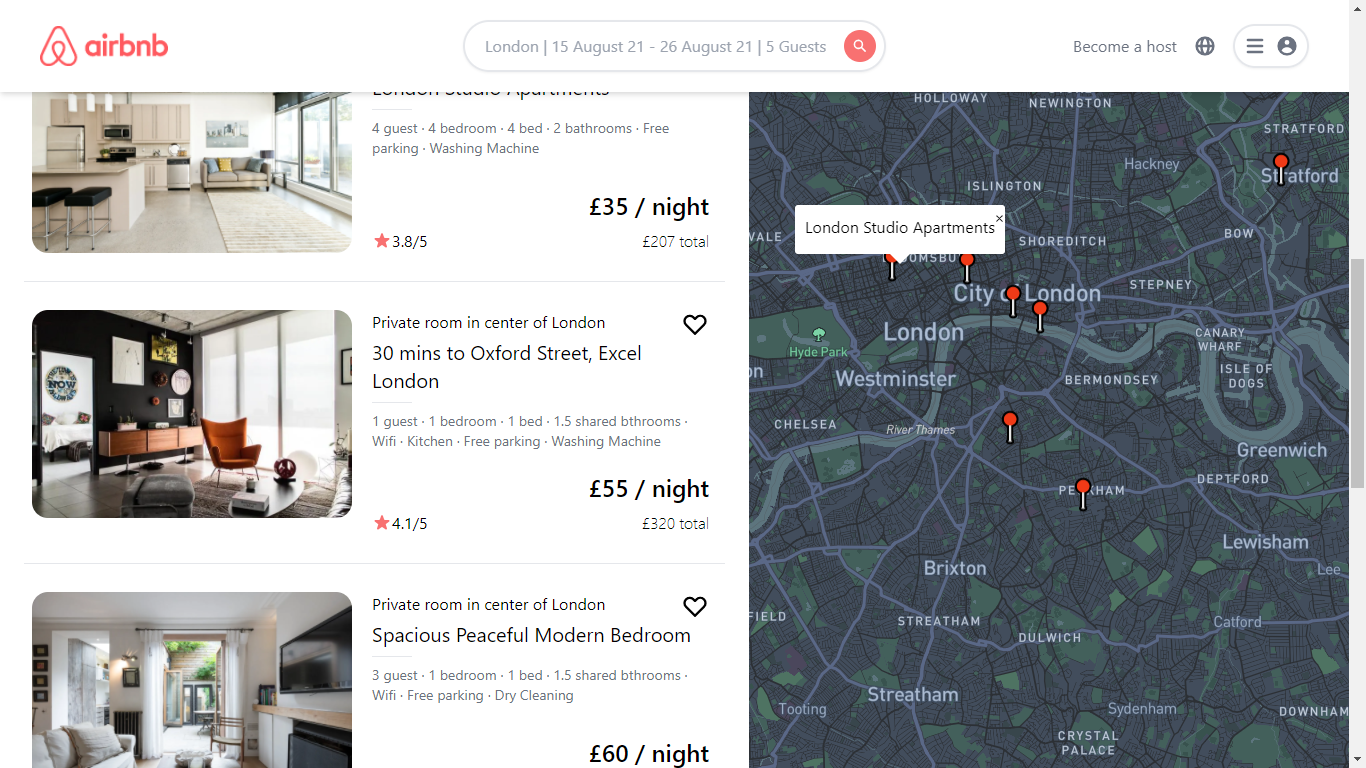 airbnb
London | 15 August 21 - 26 August 21 | 5 Guests
Become a host
London Studio Apartments
4 guest · 4 bedroom · 4 bed · 2 bathrooms · Free
parking · Washing Machine
£35 / night
3.8/5
£207 total
Private room in center of London
30 mins to Oxford Street, Excel
London
1 guest · 1 bedroom · 1 bed · 1.5 shared bthrooms ·
Wifi · Kitchen · Free parking · Washing Machine
£55 / night
4.1/5
£320 total
Private room in center of London
Spacious Peaceful Modern Bedroom
3 guest · 1 bedroom · 1 bed · 1.5 shared bthrooms ·
Wifi · Free parking · Dry Cleaning
£60 / night
NOW
HOLLOWAY
NEWINGTON
STRATFORD
Hackney
Stratford
ISLINGTON
London Studio Apartments
×
BOW
SHOREDITCH
STEPNEY
City of London
London
CANARY
WHARF
Hyde Park
ISLE OF
DOGS
Westminster
BERMONDSEY
CHELSEA
River Thames
Greenwich
DEPTFORD
PECKHAM
Lewisham
Brixton
Lee
STREATHAM
Catford
DULWICH
Streatham
Tooting
Sydenham
DOWNHAM
CRYSTAL
PALACE